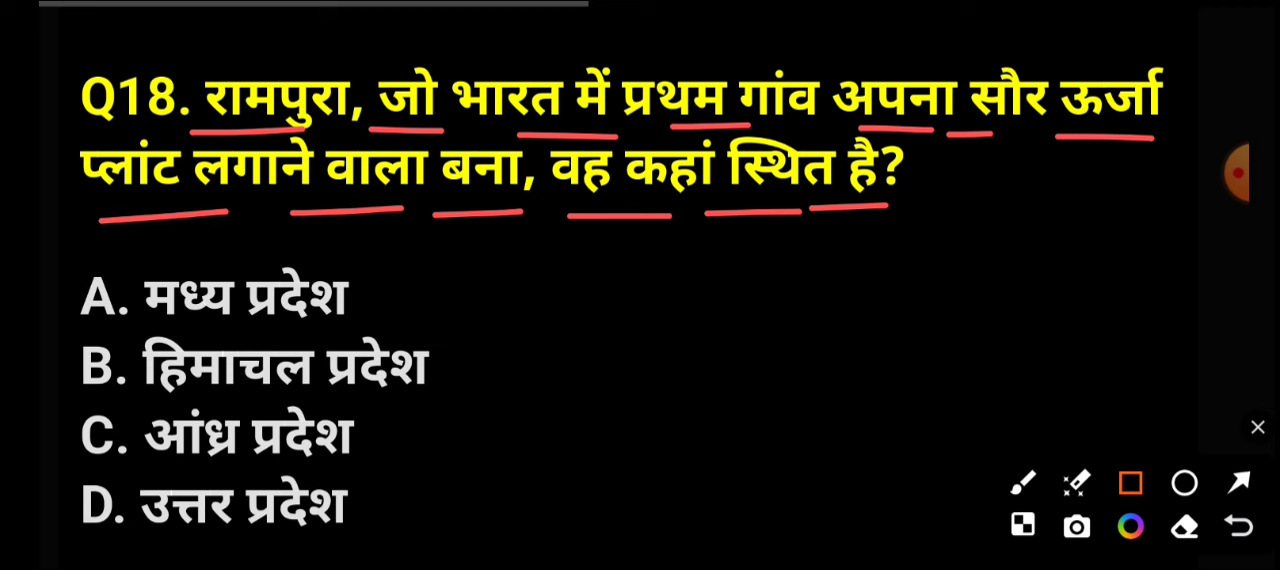 Q18. रामपुरा, जो भारत में प्रथम गांव अपना सौर ऊर्जा
प्लांट लगाने वाला बना, वह कहां स्थित है?
A. मध्य प्रदेश
B. हिमाचल प्रदेश
C. आंध्र प्रदेश
D. उत्तर प्रदेश